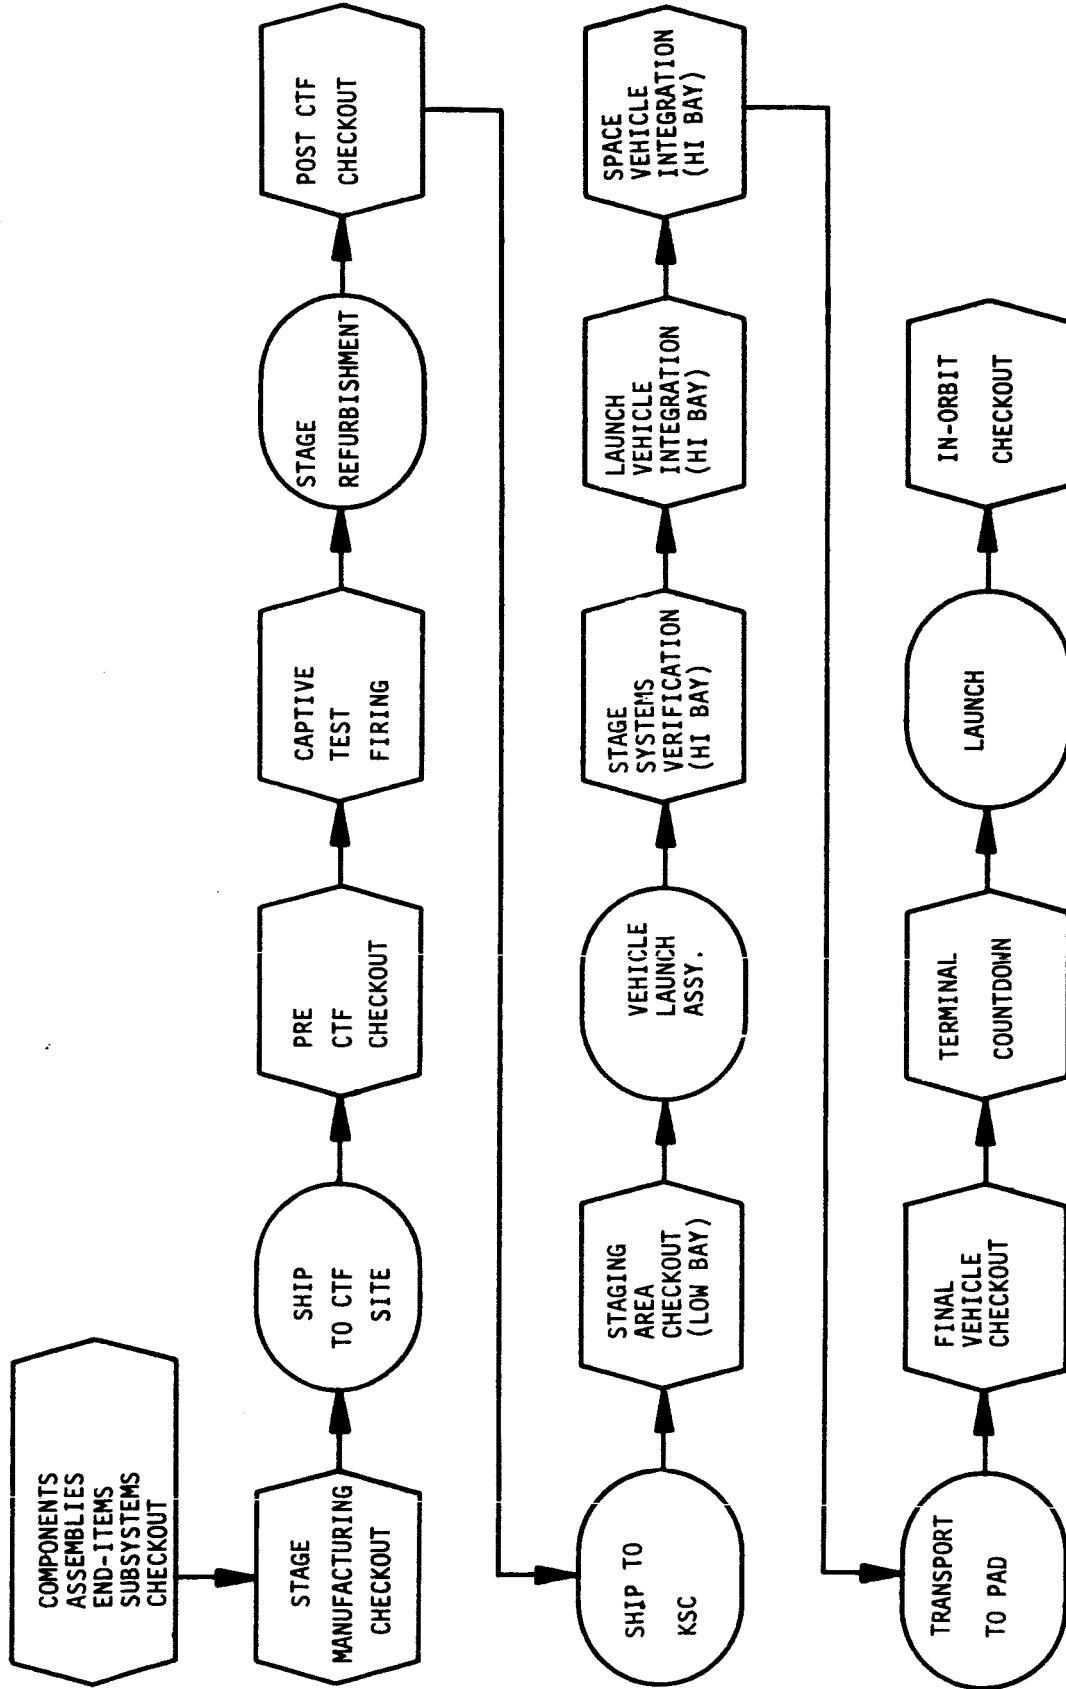 COMPONENTS
ASSEMBLIES
END-ITEMS
SUBSYSTEMS
CHECKOUT
STAGE
MANUFACTURING
CHECKOUT
SHIP
TO CTF
SITE
PRE
CTF
CHECKOUT
CAPTIVE
TEST
FIRING
STAGE
REFURBISHMENT
POST CTF
CHECKOUT
SHIP TO
KSC
STAGING
AREA
CHECKOUT
(LOW BAY)
VEHICLE
LAUNCH
ASSY.
STAGE
SYSTEMS
VERIFICATION
(HI BAY)
LAUNCH
VEHICLE
INTEGRATION
(HI BAY)
SPACE
VEHICLE
INTEGRATION
(HI BAY)
TRANSPORT
TO PAD
FINAL
VEHICLE
CHECKOUT
TERMINAL
COUNTDOWN
LAUNCH
IN-ORBIT
CHECKOUT